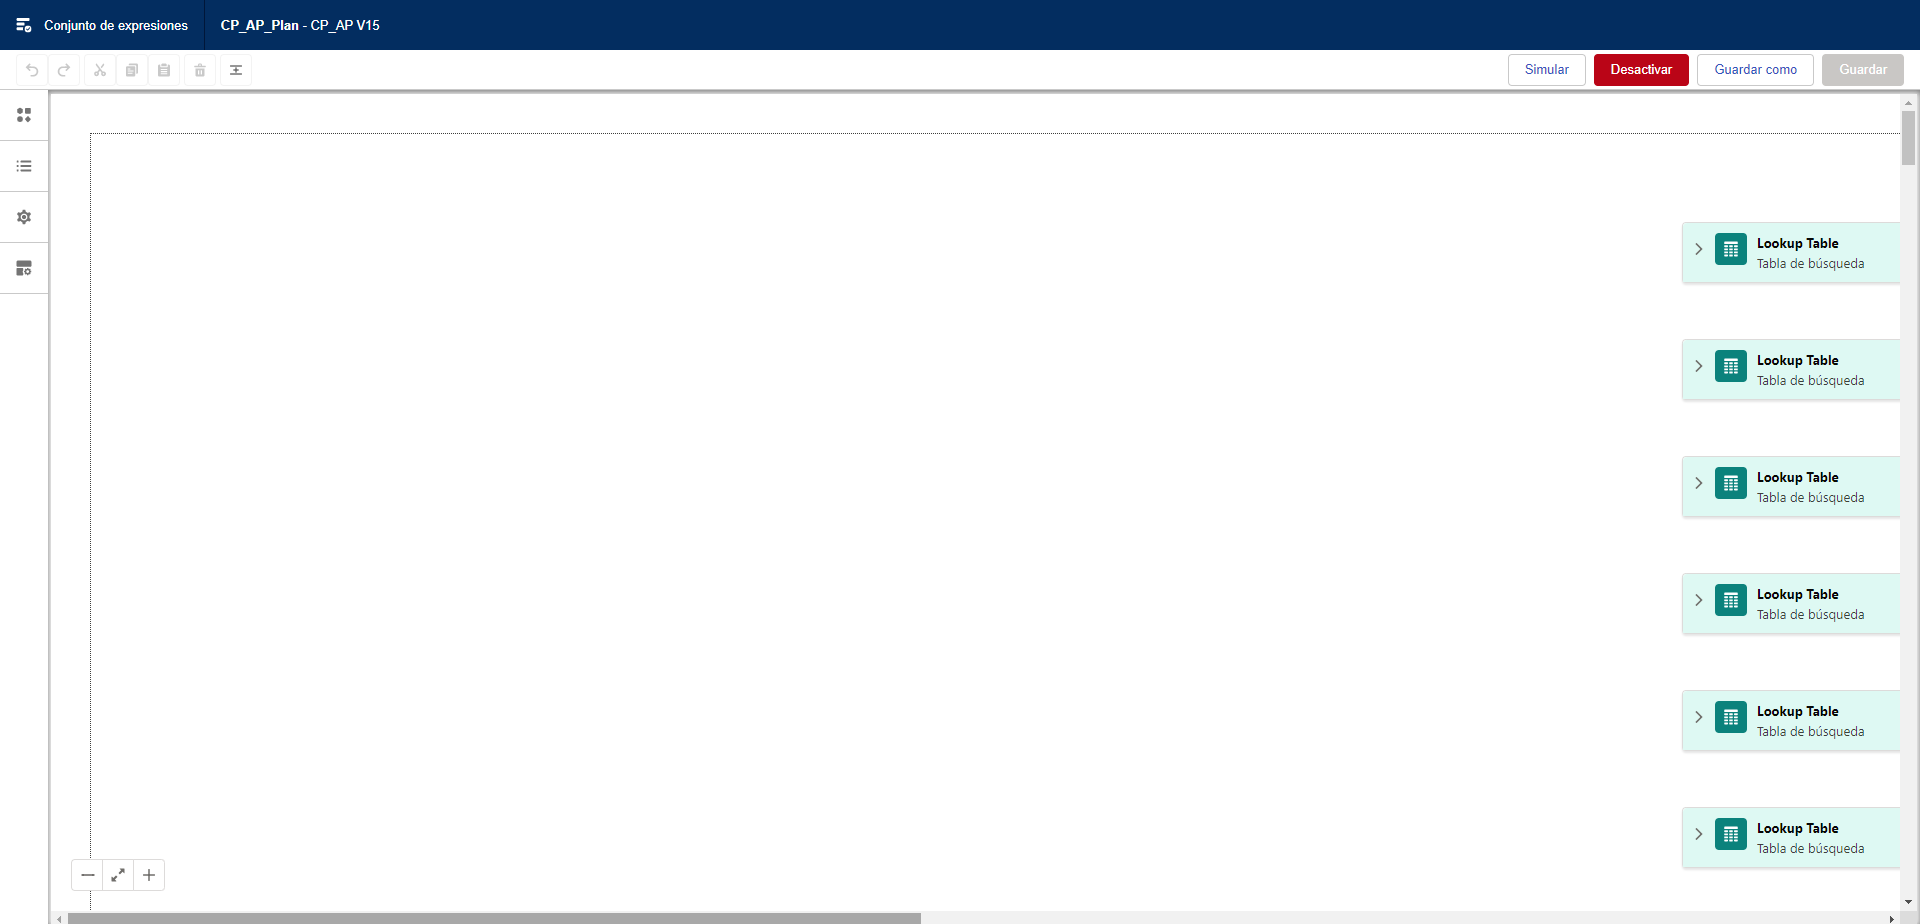 Conjunto de expresiones
CP_AP_Plan - CP_AP V15
Simular
Desactivar
Guardar como
Guardar
Lookup Table
Tabla de búsqueda
Lookup Table
Tabla de búsqueda
Lookup Table
Tabla de búsqueda
Lookup Table
Tabla de búsqueda
Lookup Table
Tabla de búsqueda
Lookup Table
Tabla de búsqueda